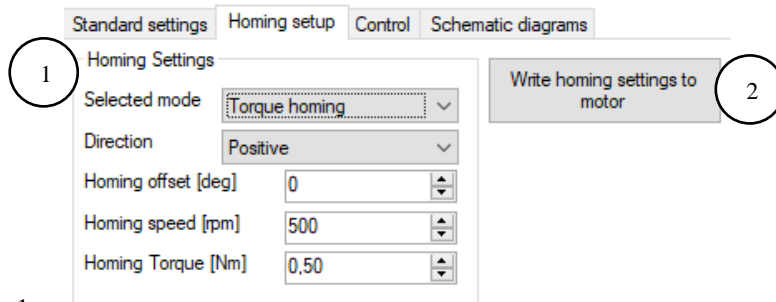 Standard settings Homing setup Control Schematic diagrams
1
Homing Settings
Selected mode Torque homing
Direction Positive
Homing offset [deg] 0
Homing speed [rpm] 500
Homing Torque [Nm] 0,50
Write homing settings to
motor
2